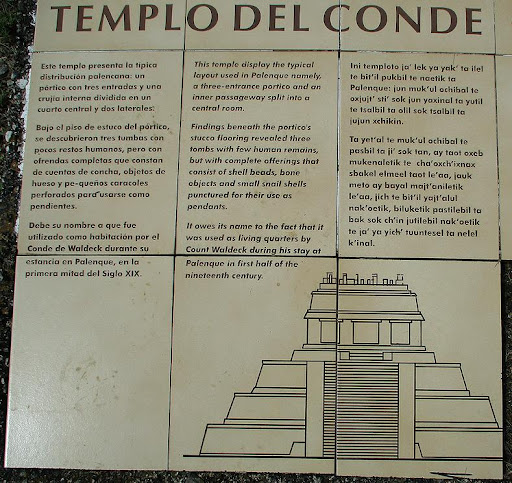 TEMPLO DEL CONDE
Este templo presenta la típica
distribución palencana: un
pórtico con tres entradas y una
crujía interna dividida en un
cuarto central y dos laterales.
Bajo el piso de estuco del pórtico,
se descubrieron tres tumbas con
pocos restos humanos, pero con
ofrendas completas que constan
de cuentas de concha, objetos de
hueso y pe-queños caracoles
perforados para usarse como
pendientes.
Debe su nombre a que fue
utilizado como habitación por el
Conde de Waldeck durante su
estancia en Palenque, en la
primera mitad del Siglo XIX.
This temple display the typical
layout used in Palenque namely,
a three-entrance portico and an
inner passageway split into a
central room.
Findings beneath the portico's
stucco flooring revealed three
tombs with few human remains,
but with complete offerings that
consist of shell beads, bone
objects and small snail shells
punctured for their use as
pendants.
It owes its name to the fact that it
was used as living quarters by
Count Waldeck during his stay at
Palenque in first half of the
nineteenth century.
Ini temploto ja' lek ya yak' ta ilel
te bit'il pukbil te naetik ta
Palenque: jun muk'ul ochibal te
oxjujt' sti' sok jun yaxinal ta yutil
te tsalbil ta olil sok tsalbil ta
jujun xchikin.
Ta yet'al te muk'ul ochibal te
pasbil ta ji' sok tan, ay taot oxeb
mukenaletik te cha'oxch'ixnax
sbakel elmeel taot le'aa, jauk
meto ay bayal majt'aniletik
le'aa, jich te bit'il yajt'alul
nak'oetik, biluketik pastilebil ta
bak sok ch'in jutilebil nak'oetik
te ja' ya yich' tuuntesel ta nelef
k'inal.